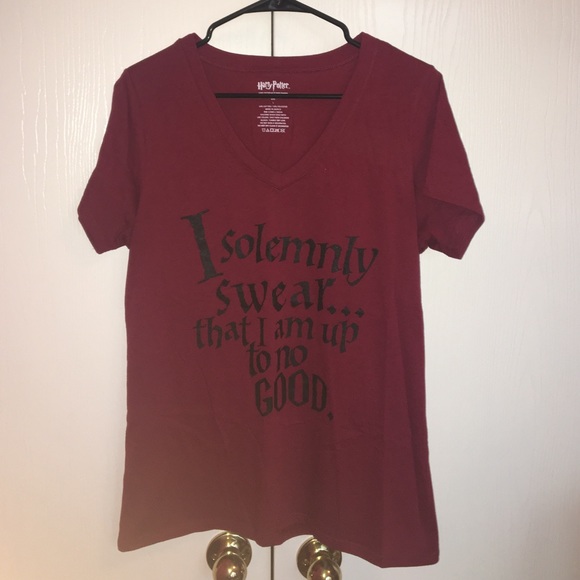 Harry Potter
I solemnly
swear...
that I am up
to no
GOOD.